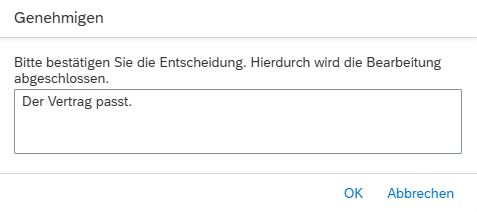 Genehmigen
Bitte bestätigen Sie die Entscheidung. Hierdurch wird die Bearbeitung
abgeschlossen.
Der Vertrag passt.
OK Abbrechen